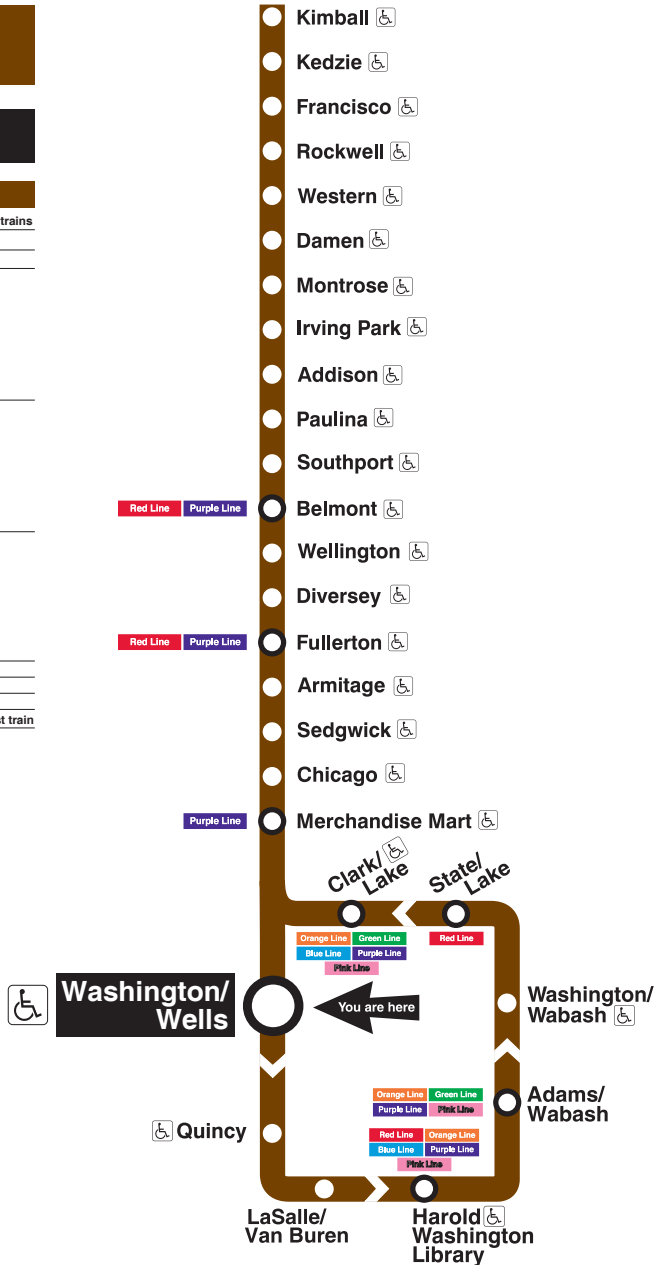 Kimball
Kedzie
Francisco
Rockwell
trains
Western
Damen
Montrose
Irving Park
Addison
Paulina
Southport
Red Line Purple Line Belmont
Wellington
Diversey
Red Line Purple Line Fullerton
Armitage
Sedgwick
t train
Chicago
Purple Line Merchandise Mart
Clark/
Lake
State/
Lake
Orange Line Green Line
Blue Line Purple Line
Pink Line
Red Line
Washington/
Wells
You are here
Washington/
Wabash
Orange Line Green Line
Purple Line Pink Line
Adams/
Wabash
Quincy
Red Line Orange Line
Blue Line Purple Line
Pink Line
LaSalle/
Van Buren
Harold
Washington
Library